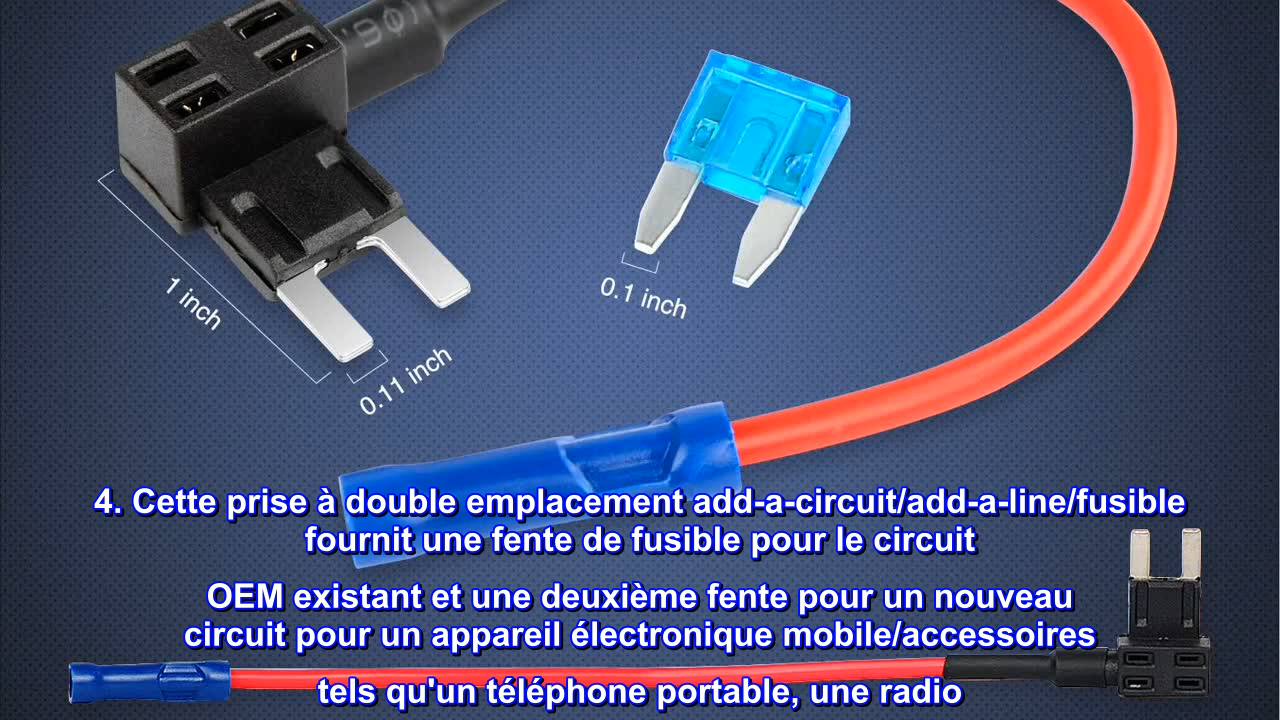 1 inch
0.11 inch
0.1 inch
4. Cette prise à double emplacement add-a-circuit/add-a-line/fusible
fournit une fente de fusible pour le circuit
OEM existant et une deuxième fente pour un nouveau
circuit pour un appareil électronique mobile/accessoires
tels qu'un téléphone portable, une radio